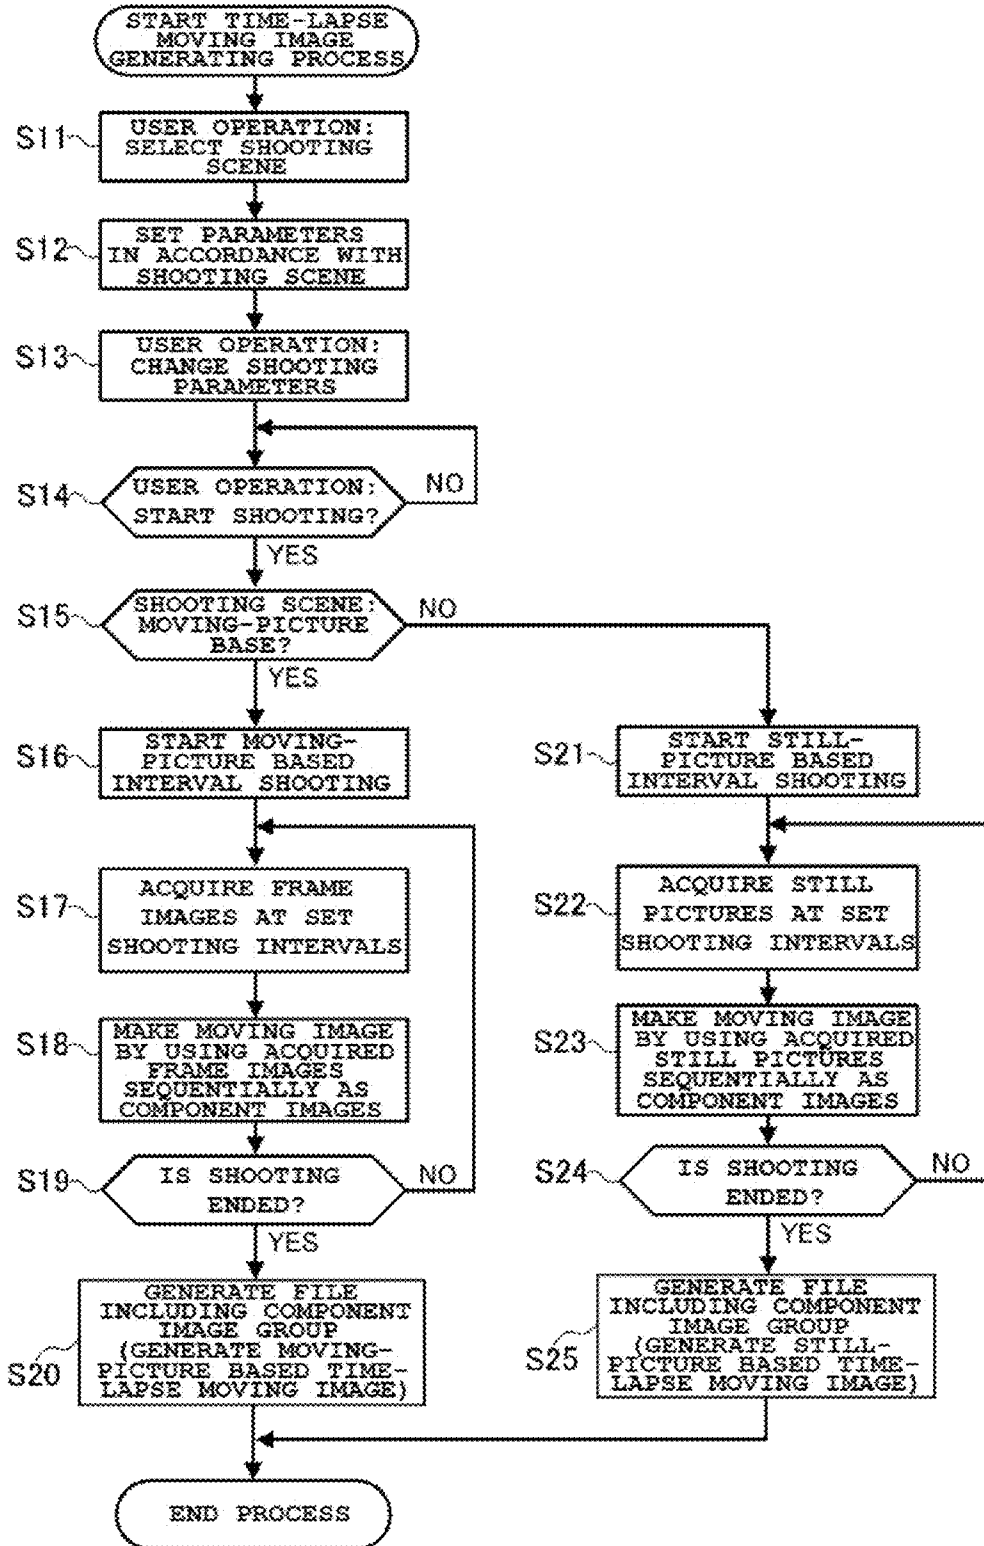 START TIME-LAPSE
MOVING IMAGE
GENERATING PROCESS
S11
USER OPERATION:
SELECT SHOOTING
SCENE
S12
SET PARAMETERS
IN ACCORDANCE WITH
SHOOTING SCENE
S13
USER OPERATION:
CHANGE SHOOTING
PARAMETERS
S14
USER OPERATION:
START SHOOTING?
NO
YES
S15
SHOOTING SCENE:
MOVING-PICTURE
BASE?
NO
YES
S16
START MOVING-
PICTURE BASED
INTERVAL SHOOTING
S17
ACQUIRE FRAME
IMAGES AT SET
SHOOTING INTERVALS
S18
MAKE MOVING IMAGE
BY USING ACQUIRED
FRAME IMAGES
SEQUENTIALLY AS
COMPONENT IMAGES
S19
IS SHOOTING
ENDED?
NO
YES
S20
GENERATE FILE
INCLUDING COMPONENT
IMAGE GROUP
(GENERATE MOVING-
PICTURE BASED TIME-
LAPSE MOVING IMAGE)
S21
START STILL-
PICTURE BASED
INTERVAL SHOOTING
S22
ACQUIRE STILL
PICTURES AT SET
SHOOTING INTERVALS
S23
MAKE MOVING IMAGE
BY USING ACQUIRED
STILL PICTURES
SEQUENTIALLY AS
COMPONENT IMAGES
S24
IS SHOOTING
ENDED?
NO
YES
S25
GENERATE FILE
INCLUDING COMPONENT
IMAGE GROUP
(GENERATE STILL-
PICTURE BASED TIME-
LAPSE MOVING IMAGE)
END PROCESS